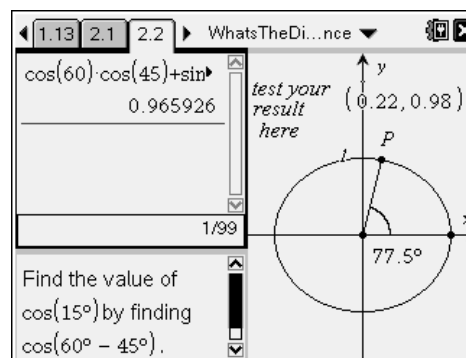 1.13 2.1 2.2 WhatsTheDi...nce
cos(60)·cos(45)+sin
0.965926
1/99
Find the value of
cos(15°) by finding
cos(60° – 45°).
test your
result
here
y
(0.22,0.98)
1
P
x
77.5°